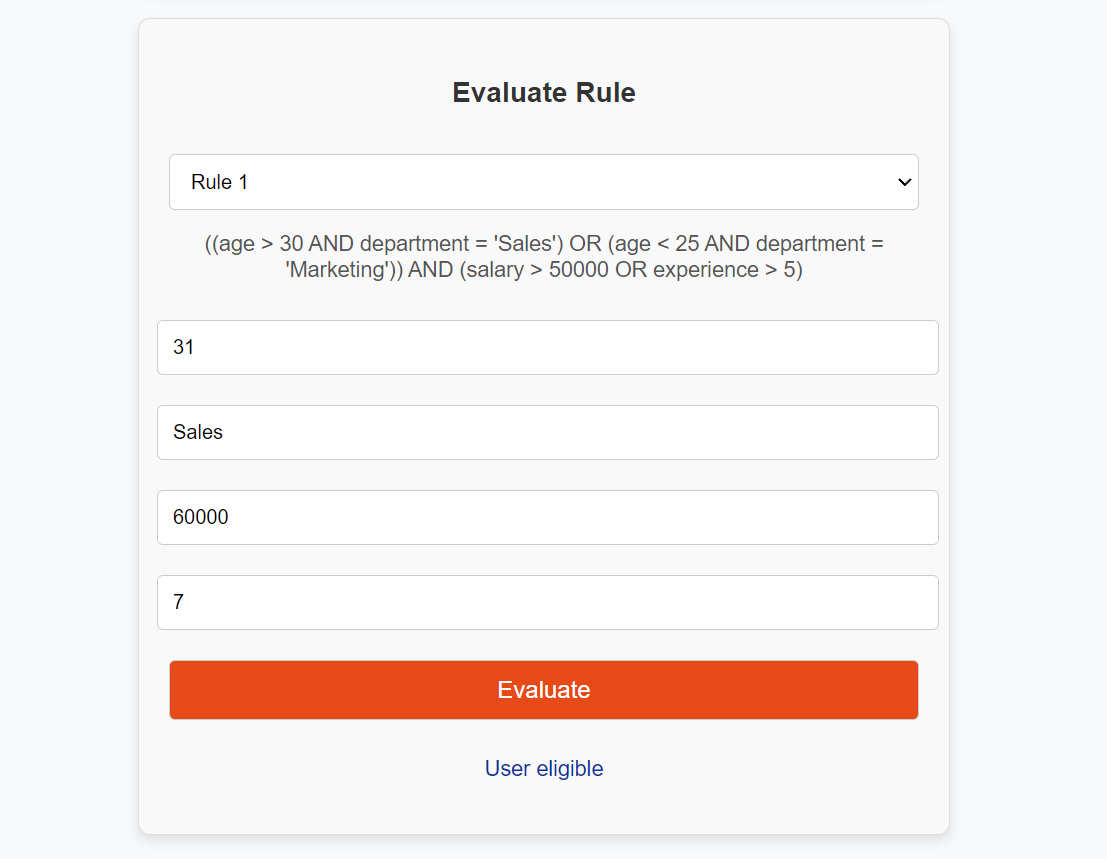 Evaluate Rule
Rule 1
((age > 30 AND department = 'Sales') OR (age < 25 AND department =
'Marketing')) AND (salary > 50000 OR experience > 5)
31
Sales
60000
7
Evaluate
User eligible